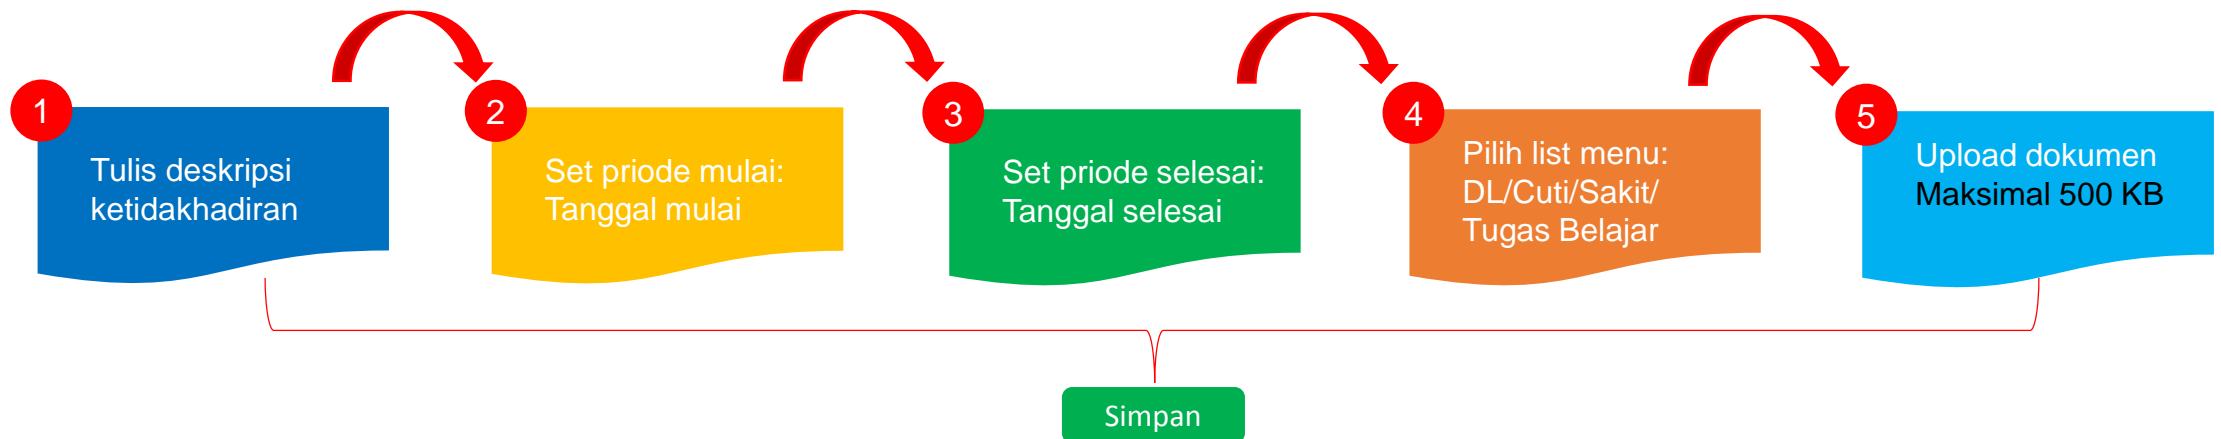 1
Tulis deskripsi
ketidakhadiran
2
Set priode mulai:
Tanggal mulai
3
Set priode selesai:
Tanggal selesai
4
Pilih list menu:
DL/Cuti/Sakit/
Tugas Belajar
5
Upload dokumen
Maksimal 500 KB
Simpan